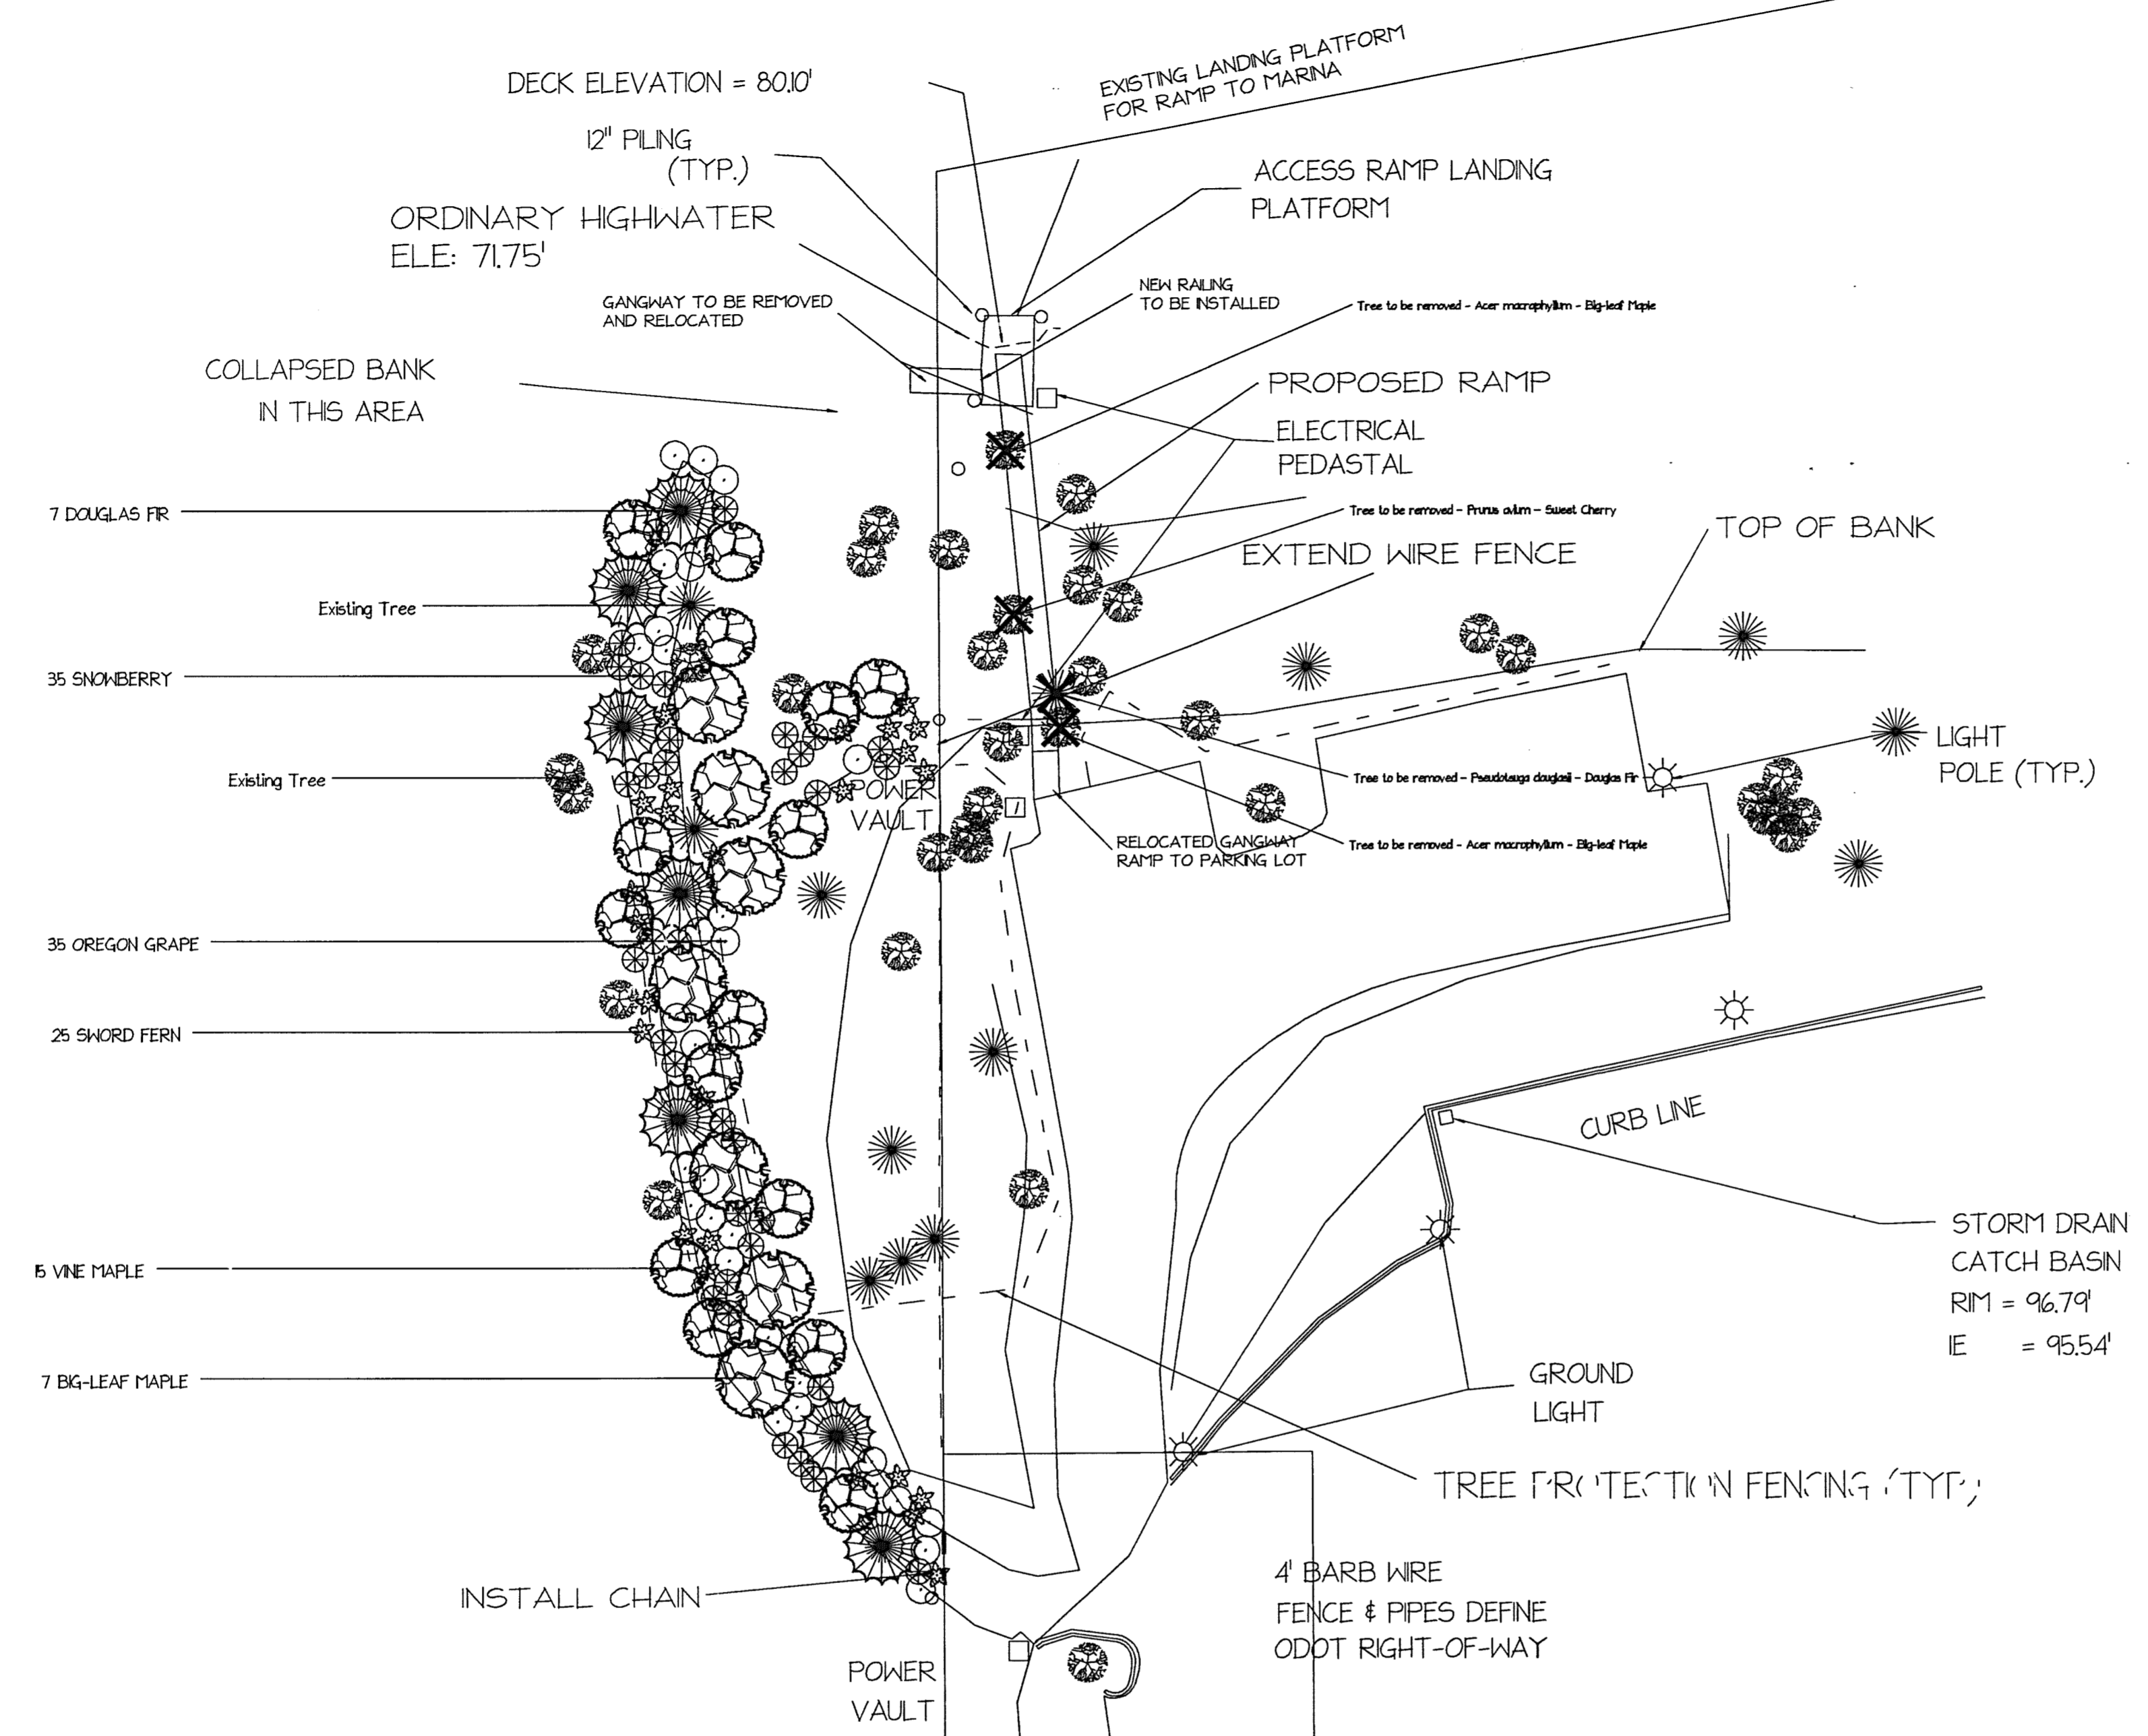 EXISTING LANDING PLATFORM
FOR RAMP TO MARINA
DECK ELEVATION = 80.10'
12" PILING
(TYP.)
ACCESS RAMP LANDING
PLATFORM
ORDINARY HIGHWATER
ELE: 71.75'
NEW RAILING
TO BE INSTALLED
GANGWAY TO BE REMOVED
AND RELOCATED
Tree to be removed - Acer macrophyllum - Big-leaf Maple
COLLAPSED BANK
IN THIS AREA
PROPOSED RAMP
ELECTRICAL
PEDASTAL
7 DOUGLAS FIR
Tree to be removed - Prunus avium - Sweet Cherry
TOP OF BANK
EXTEND WIRE FENCE
Existing Tree
35 SNOWBERRY
LIGHT
POLE (TYP.)
Existing Tree
Tree to be removed - Pseudotsuga douglasii - Douglas Fir
POWER
VAULT
RELOCATED GANGWAY
RAMP TO PARKING LOT
Tree to be removed - Acer macrophyllum - Big-leaf Maple
35 OREGON GRAPE
25 SWORD FERN
CURB LINE
STORM DRAIN
CATCH BASIN
RIM = 96.79'
IE = 95.54'
15 VINE MAPLE
7 BIG-LEAF MAPLE
GROUND
LIGHT
TREE PROTECTION FENCING (TYP.)
4' BARB WIRE
FENCE & PIPES DEFINE
ODOT RIGHT-OF-WAY
INSTALL CHAIN
POWER
VAULT